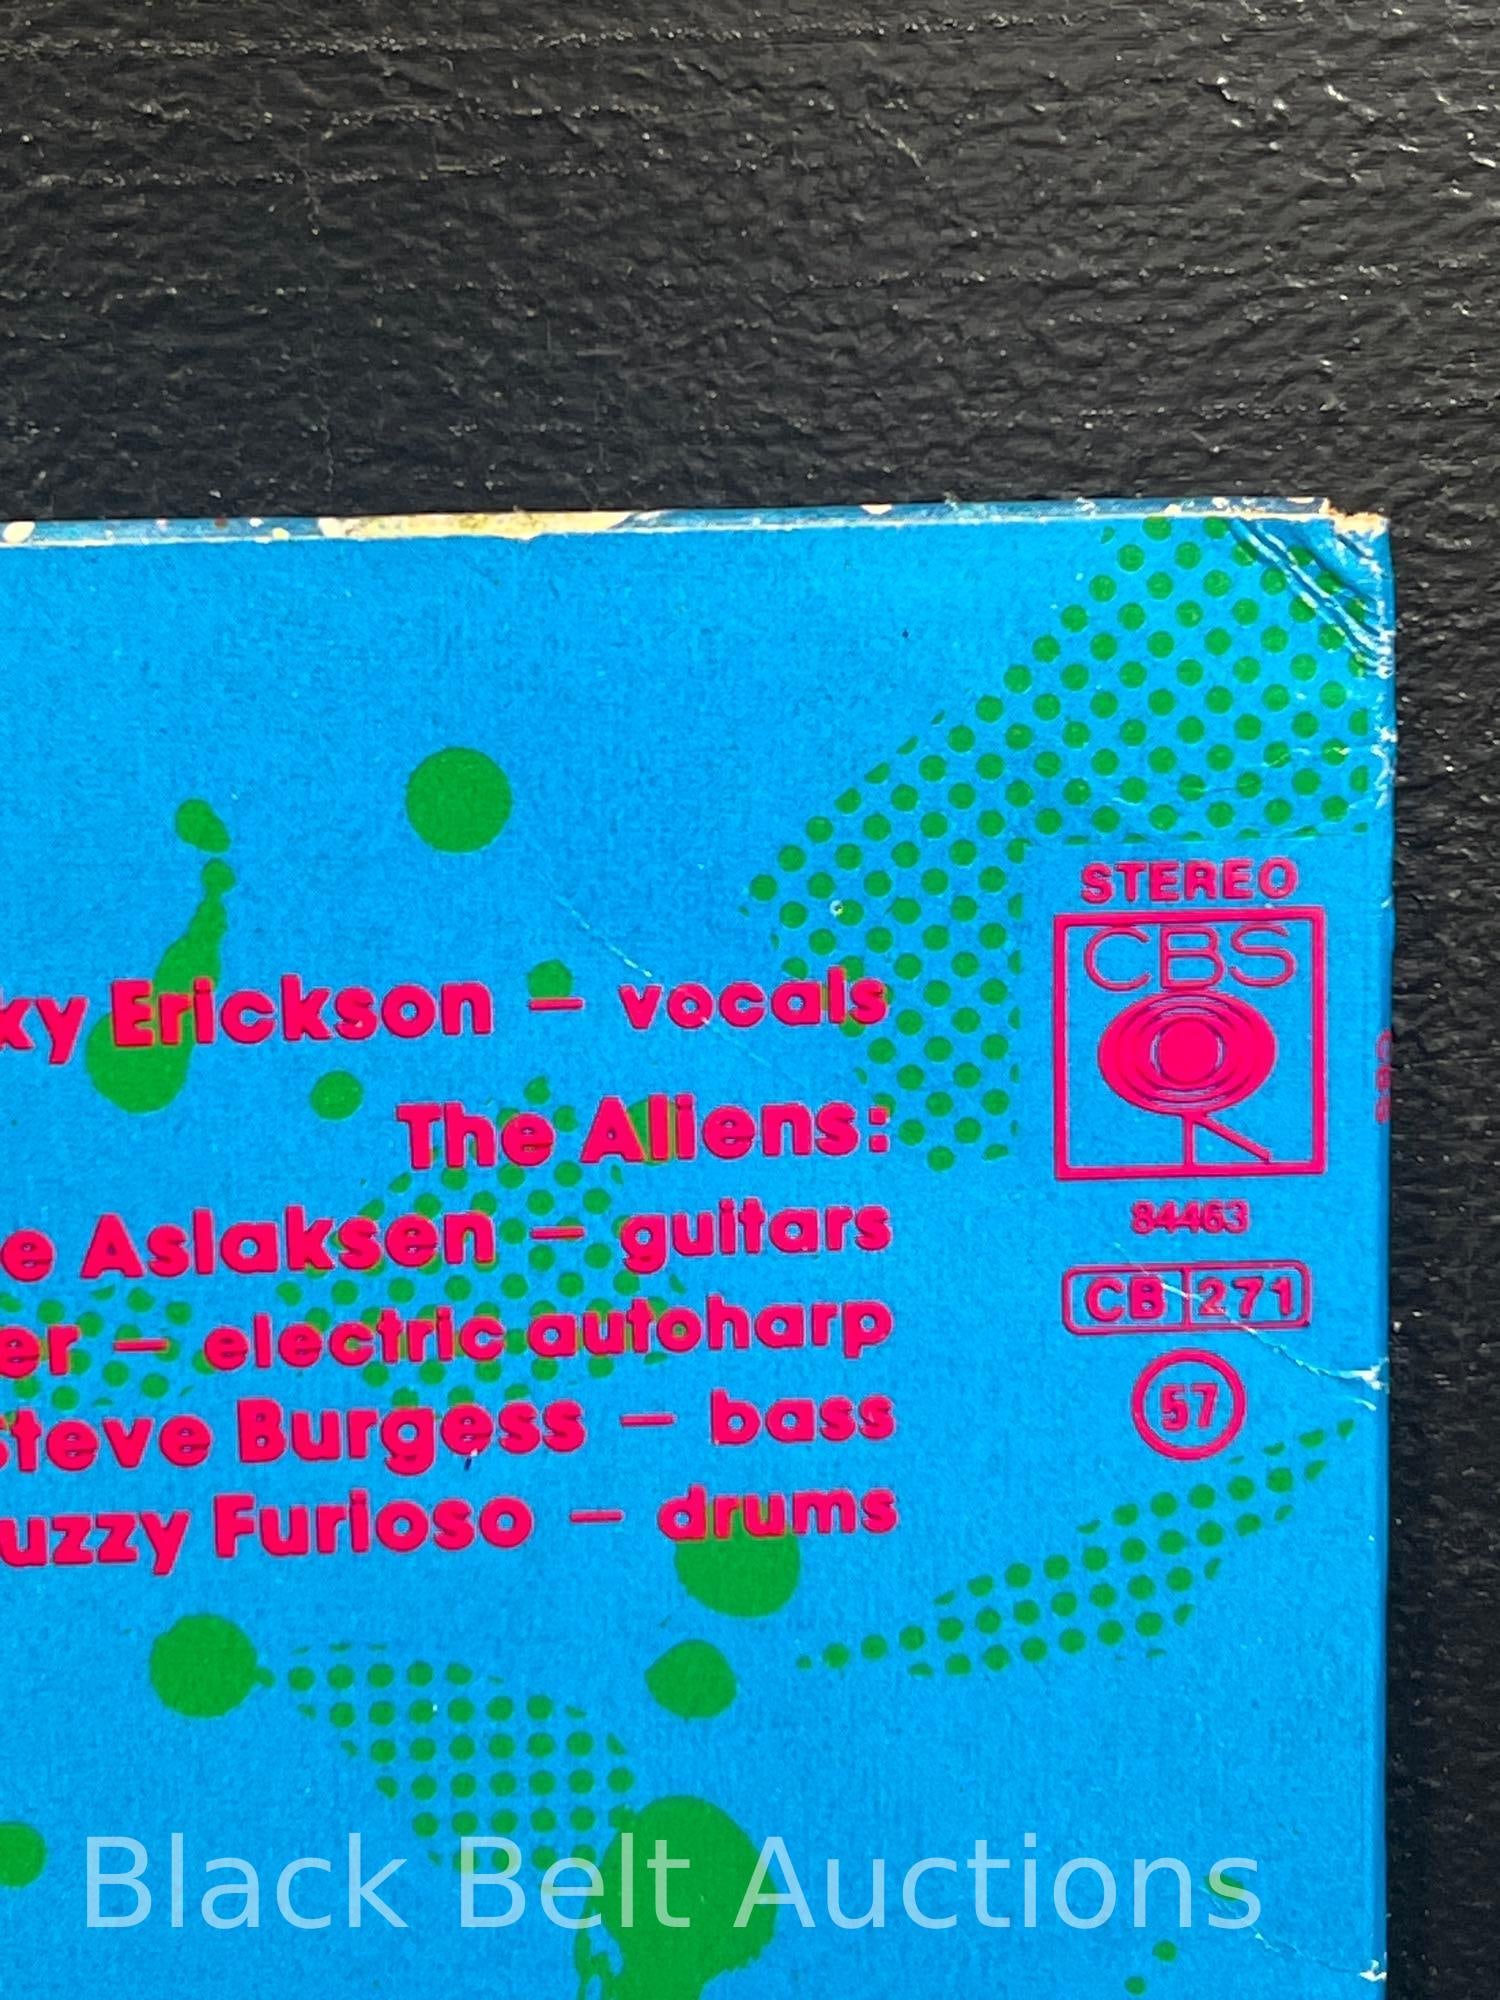 STEREO
CBS
84463
CB 271
57
ky Erickson – vocals
The Aliens:
e Aslaksen – guitars
er – electric autoharp
Steve Burgess – bass
uzzy Furioso – drums
CBS
Black Belt Auctions